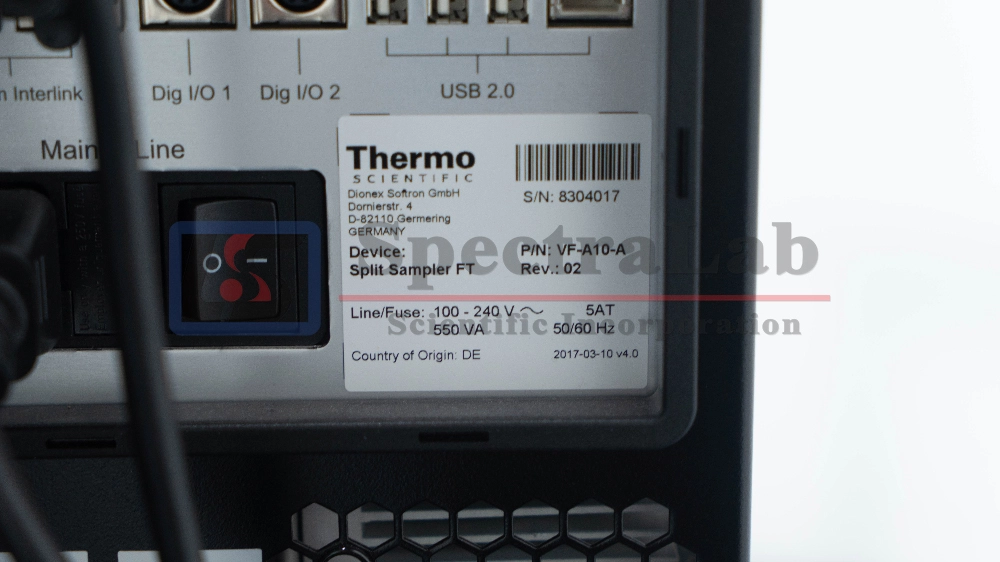 Interlink
Dig I/O 1
Dig I/O 2
USB 2.0
Main
Line
Thermo
SCIENTIFIC
Dionex Softron GmbH
Dornierstr. 4
D-82110 Germering
GERMANY
S/N: 8304017
Device:
Split Sampler FT
P/N: VF-A10-A
Rev.: 02
Line/Fuse: 100 - 240 V 5AT
550 VA 50/60 Hz
Country of Origin: DE 2017-03-10 v4.0
Spectra Lab
Scientific Incorporation